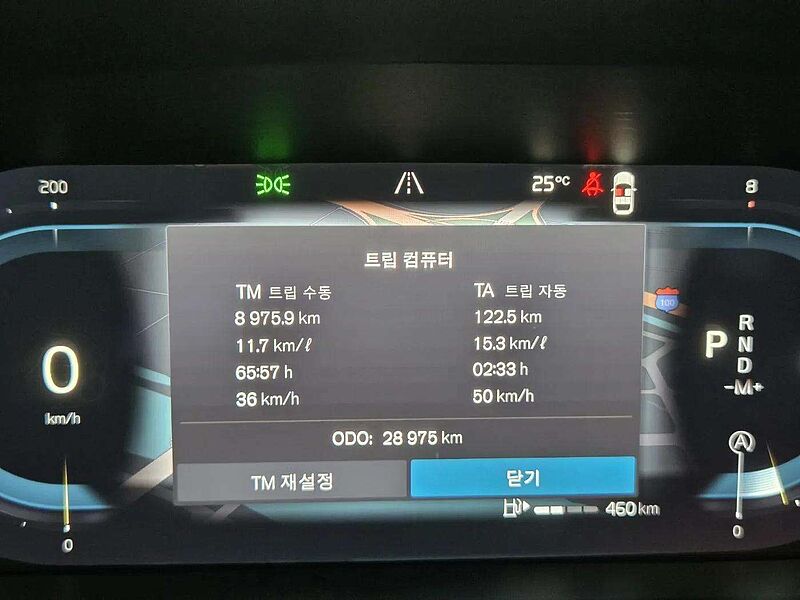 200
25°C
8
트립 컴퓨터
TM 트립 수동
TA 트립 자동
8 975.9 km
122.5 km
11.7 km/ℓ
15.3 km/ℓ
65:57 h
02:33 h
36 km/h
50 km/h
ODO: 28 975 km
TM 재설정
닫기
0
km/h
100
P
R
N
D
-M+
A
460 km
0
0